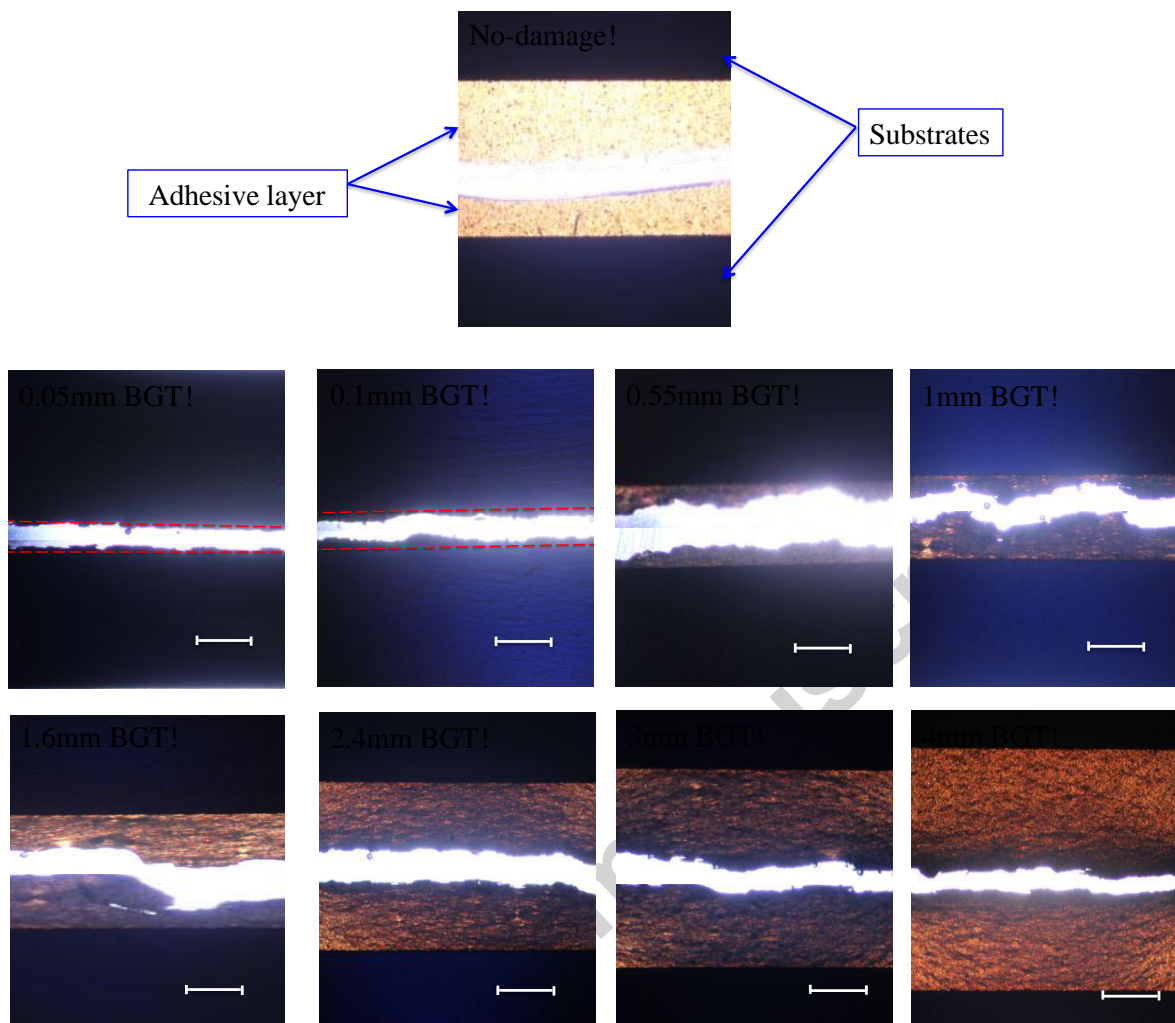 No-damage!
Substrates
Adhesive layer
0.05mm BGT!
0.1mm BGT!
0.55mm BGT!
1mm BGT!
1.6mm BGT!
2.4mm BGT!
3mm BGT!
4mm BGT!